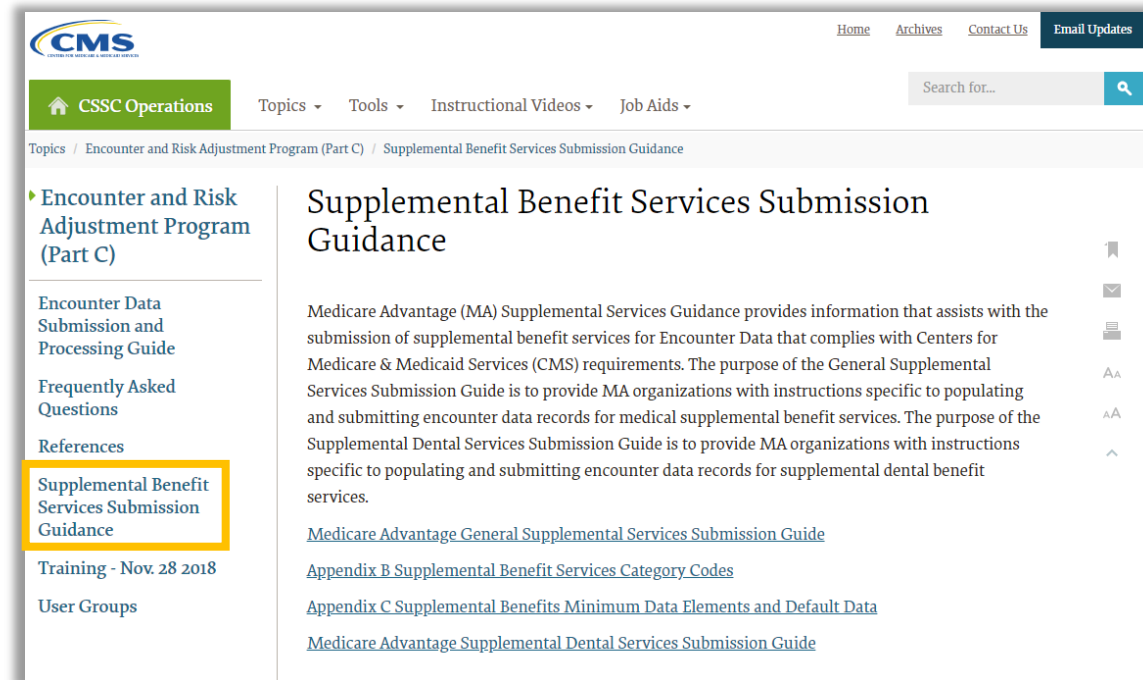 CMS
CENTERS FOR MEDICARE & MEDICAID SERVICES
Home Archives Contact Us Email Updates
Search for...
CSSC Operations Topics Tools Instructional Videos Job Aids
Topics / Encounter and Risk Adjustment Program (Part C) / Supplemental Benefit Services Submission Guidance
Encounter and Risk
Adjustment Program
(Part C)
Encounter Data
Submission and
Processing Guide
Frequently Asked
Questions
References
Supplemental Benefit
Services Submission
Guidance
Training - Nov. 28 2018
User Groups
Supplemental Benefit Services Submission
Guidance
Medicare Advantage (MA) Supplemental Services Guidance provides information that assists with the
submission of supplemental benefit services for Encounter Data that complies with Centers for
Medicare & Medicaid Services (CMS) requirements. The purpose of the General Supplemental
Services Submission Guide is to provide MA organizations with instructions specific to populating
and submitting encounter data records for medical supplemental benefit services. The purpose of the
Supplemental Dental Services Submission Guide is to provide MA organizations with instructions
specific to populating and submitting encounter data records for supplemental dental benefit
services.
Medicare Advantage General Supplemental Services Submission Guide
Appendix B Supplemental Benefit Services Category Codes
Appendix C Supplemental Benefits Minimum Data Elements and Default Data
Medicare Advantage Supplemental Dental Services Submission Guide
AA
AA